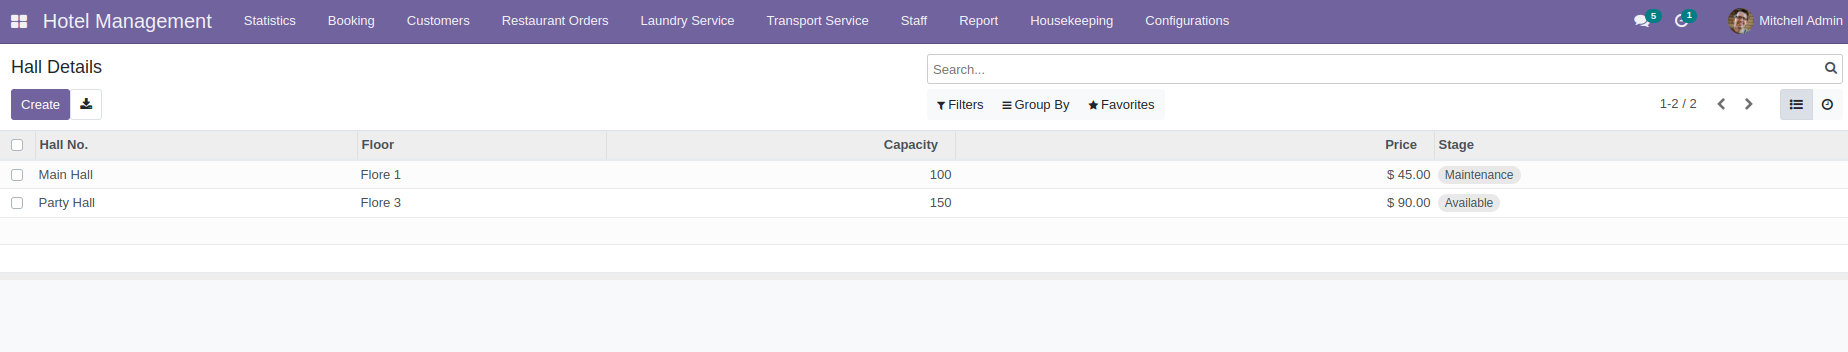 Hotel Management Statistics Booking Customers Restaurant Orders Laundry Service Transport Service Staff Report Housekeeping Configurations 5 1 Mitchell Admin
Hall Details Search...
Create Filters Group By Favorites 1-2 / 2
Hall No. Floor Capacity Price Stage
Main Hall Flore 1 100 $ 45.00 Maintenance
Party Hall Flore 3 150 $ 90.00 Available